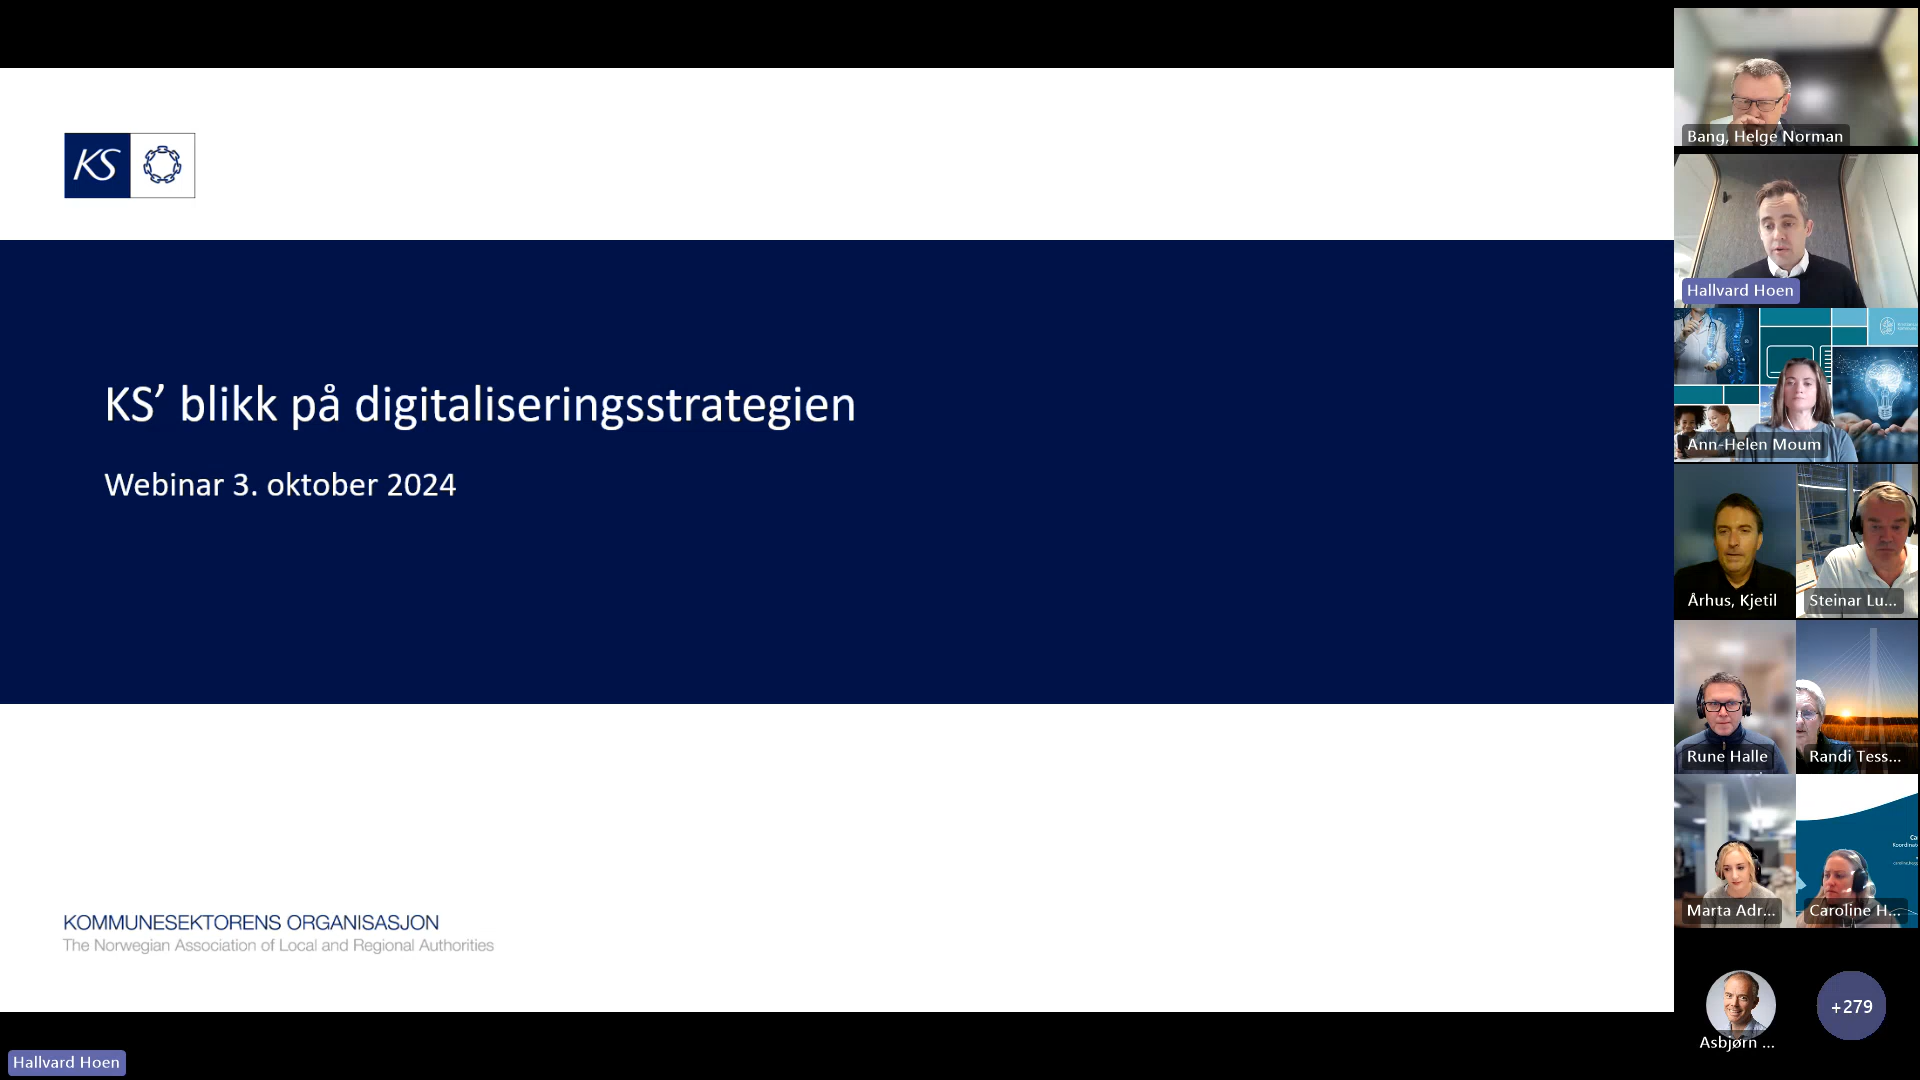 KS
KS’ blikk på digitaliseringsstrategien
Webinar 3. oktober 2024
KOMMUNESEKTORENS ORGANISASJON
The Norwegian Association of Local and Regional Authorities
Hallvard Hoen
Bang, Helge Norman
Hallvard Hoen
Ann-Helen Moum
Århus, Kjetil
Steinar Lu...
Rune Halle
Randi Tess...
Marta Adr...
Caroline H...
Asbjørn ...
+279